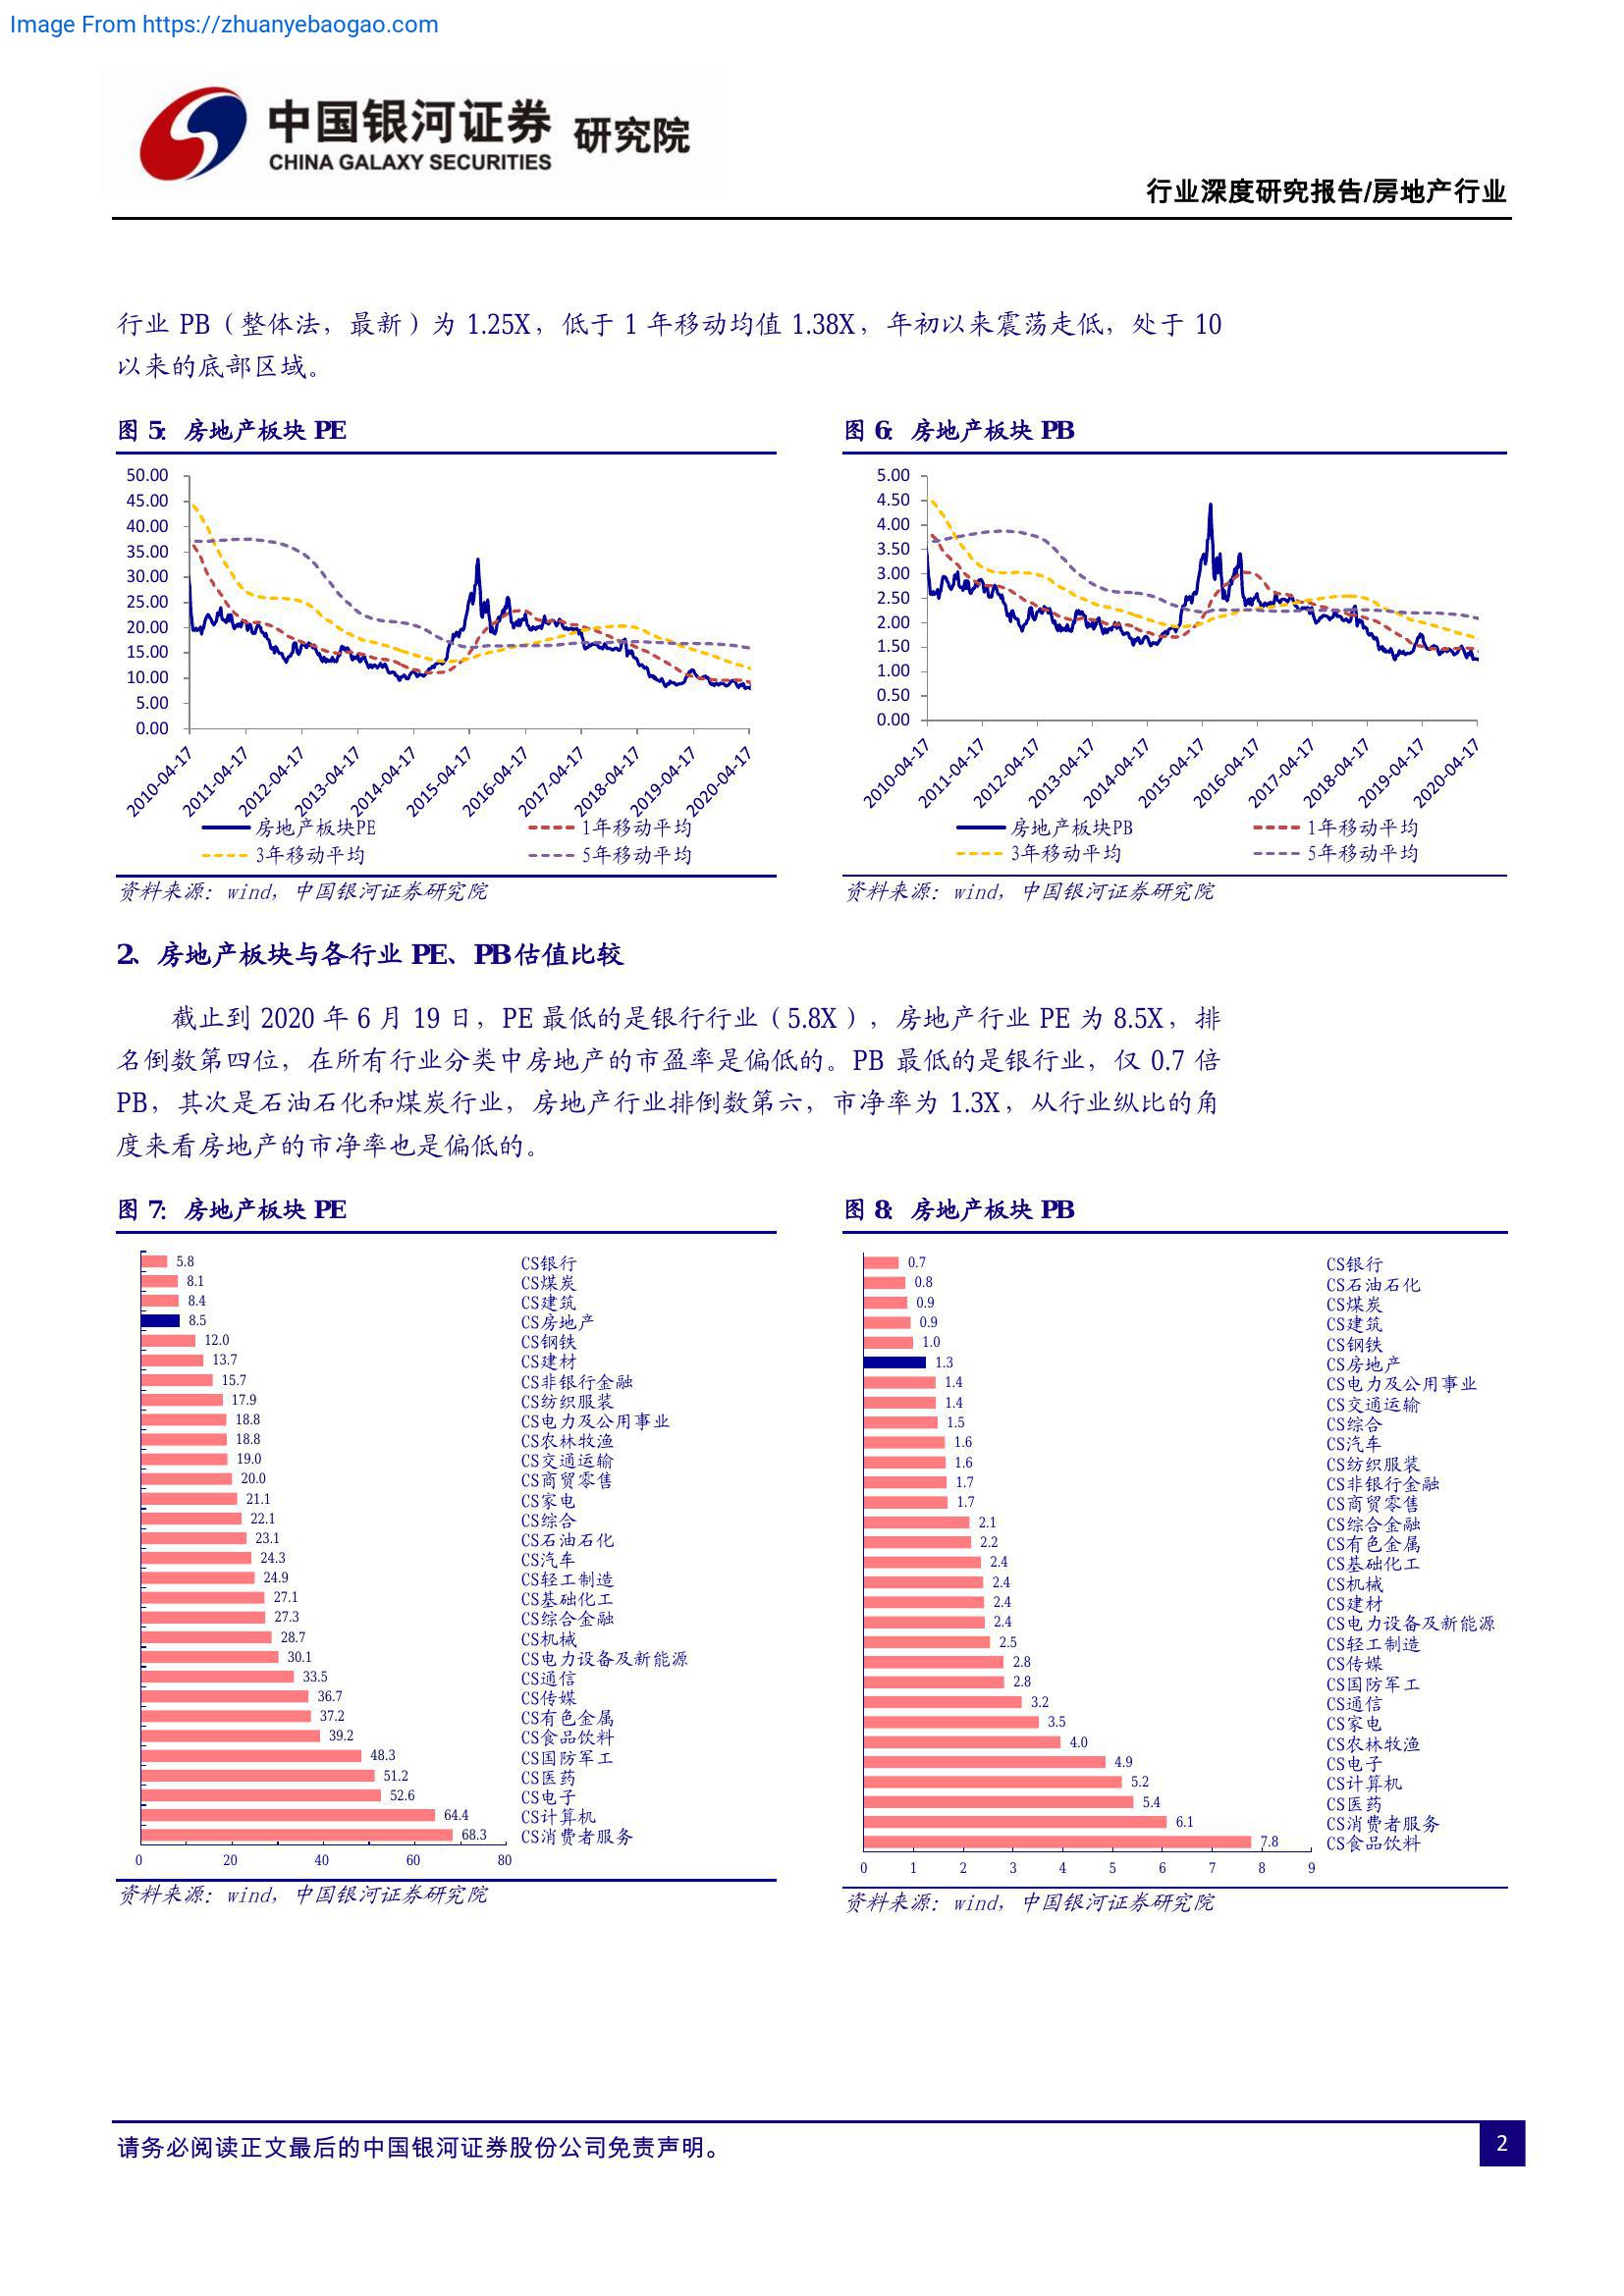 Image From https://zhuanyebaogao.com
中国银河证券 研究院
CHINA GALAXY SECURITIES
行业深度研究报告/房地产行业
行业 PB（整体法，最新）为 1.25X，低于 1 年移动均值 1.38X，年初以来震荡走低，处于 10
以来的底部区域。
图 5：房地产板块 PE
50.00
45.00
40.00
35.00
30.00
25.00
20.00
15.00
10.00
5.00
0.00
2010-04-17
2011-04-17
2012-04-17
2013-04-17
2014-04-17
2015-04-17
2016-04-17
2017-04-17
2018-04-17
2019-04-17
2020-04-17
房地产板块PE
1年移动平均
3年移动平均
5年移动平均
资料来源：wind，中国银河证券研究院
图 6：房地产板块 PB
5.00
4.50
4.00
3.50
3.00
2.50
2.00
1.50
1.00
0.50
0.00
2010-04-17
2011-04-17
2012-04-17
2013-04-17
2014-04-17
2015-04-17
2016-04-17
2017-04-17
2018-04-17
2019-04-17
2020-04-17
房地产板块PB
1年移动平均
3年移动平均
5年移动平均
资料来源：wind，中国银河证券研究院
2、房地产板块与各行业 PE、PB估值比较
截止到 2020 年 6 月 19 日，PE 最低的是银行行业（5.8X），房地产行业 PE 为 8.5X，排
名倒数第四位，在所有行业分类中房地产的市盈率是偏低的。PB 最低的是银行业，仅 0.7 倍
PB，其次是石油石化和煤炭行业，房地产行业排倒数第六，市净率为 1.3X，从行业纵比的角
度来看房地产的市净率也是偏低的。
图 7：房地产板块 PE
5.8 CS银行
8.1 CS煤炭
8.4 CS建筑
8.5 CS房地产
12.0 CS钢铁
13.7 CS建材
15.7 CS非银行金融
17.9 CS纺织服装
18.8 CS电力及公用事业
18.8 CS农林牧渔
19.0 CS交通运输
20.0 CS商贸零售
21.1 CS家电
22.1 CS综合
23.1 CS石油石化
24.3 CS汽车
24.9 CS轻工制造
27.1 CS基础化工
27.3 CS综合金融
28.7 CS机械
30.1 CS电力设备及新能源
33.5 CS通信
36.7 CS传媒
37.2 CS有色金属
39.2 CS食品饮料
48.3 CS国防军工
51.2 CS医药
52.6 CS电子
64.4 CS计算机
68.3 CS消费者服务
0 20 40 60 80
资料来源：wind，中国银河证券研究院
图 8：房地产板块 PB
0.7 CS银行
0.8 CS石油石化
0.9 CS煤炭
0.9 CS建筑
1.0 CS钢铁
1.3 CS房地产
1.4 CS电力及公用事业
1.4 CS交通运输
1.5 CS综合
1.6 CS汽车
1.6 CS纺织服装
1.7 CS非银行金融
1.7 CS商贸零售
2.1 CS综合金融
2.2 CS有色金属
2.4 CS基础化工
2.4 CS机械
2.4 CS建材
2.4 CS电力设备及新能源
2.5 CS轻工制造
2.8 CS传媒
2.8 CS国防军工
3.2 CS通信
3.5 CS家电
4.0 CS农林牧渔
4.9 CS电子
5.2 CS计算机
5.4 CS医药
6.1 CS消费者服务
7.8 CS食品饮料
0 1 2 3 4 5 6 7 8 9
资料来源：wind，中国银河证券研究院
请务必阅读正文最后的中国银河证券股份公司免责声明。
2